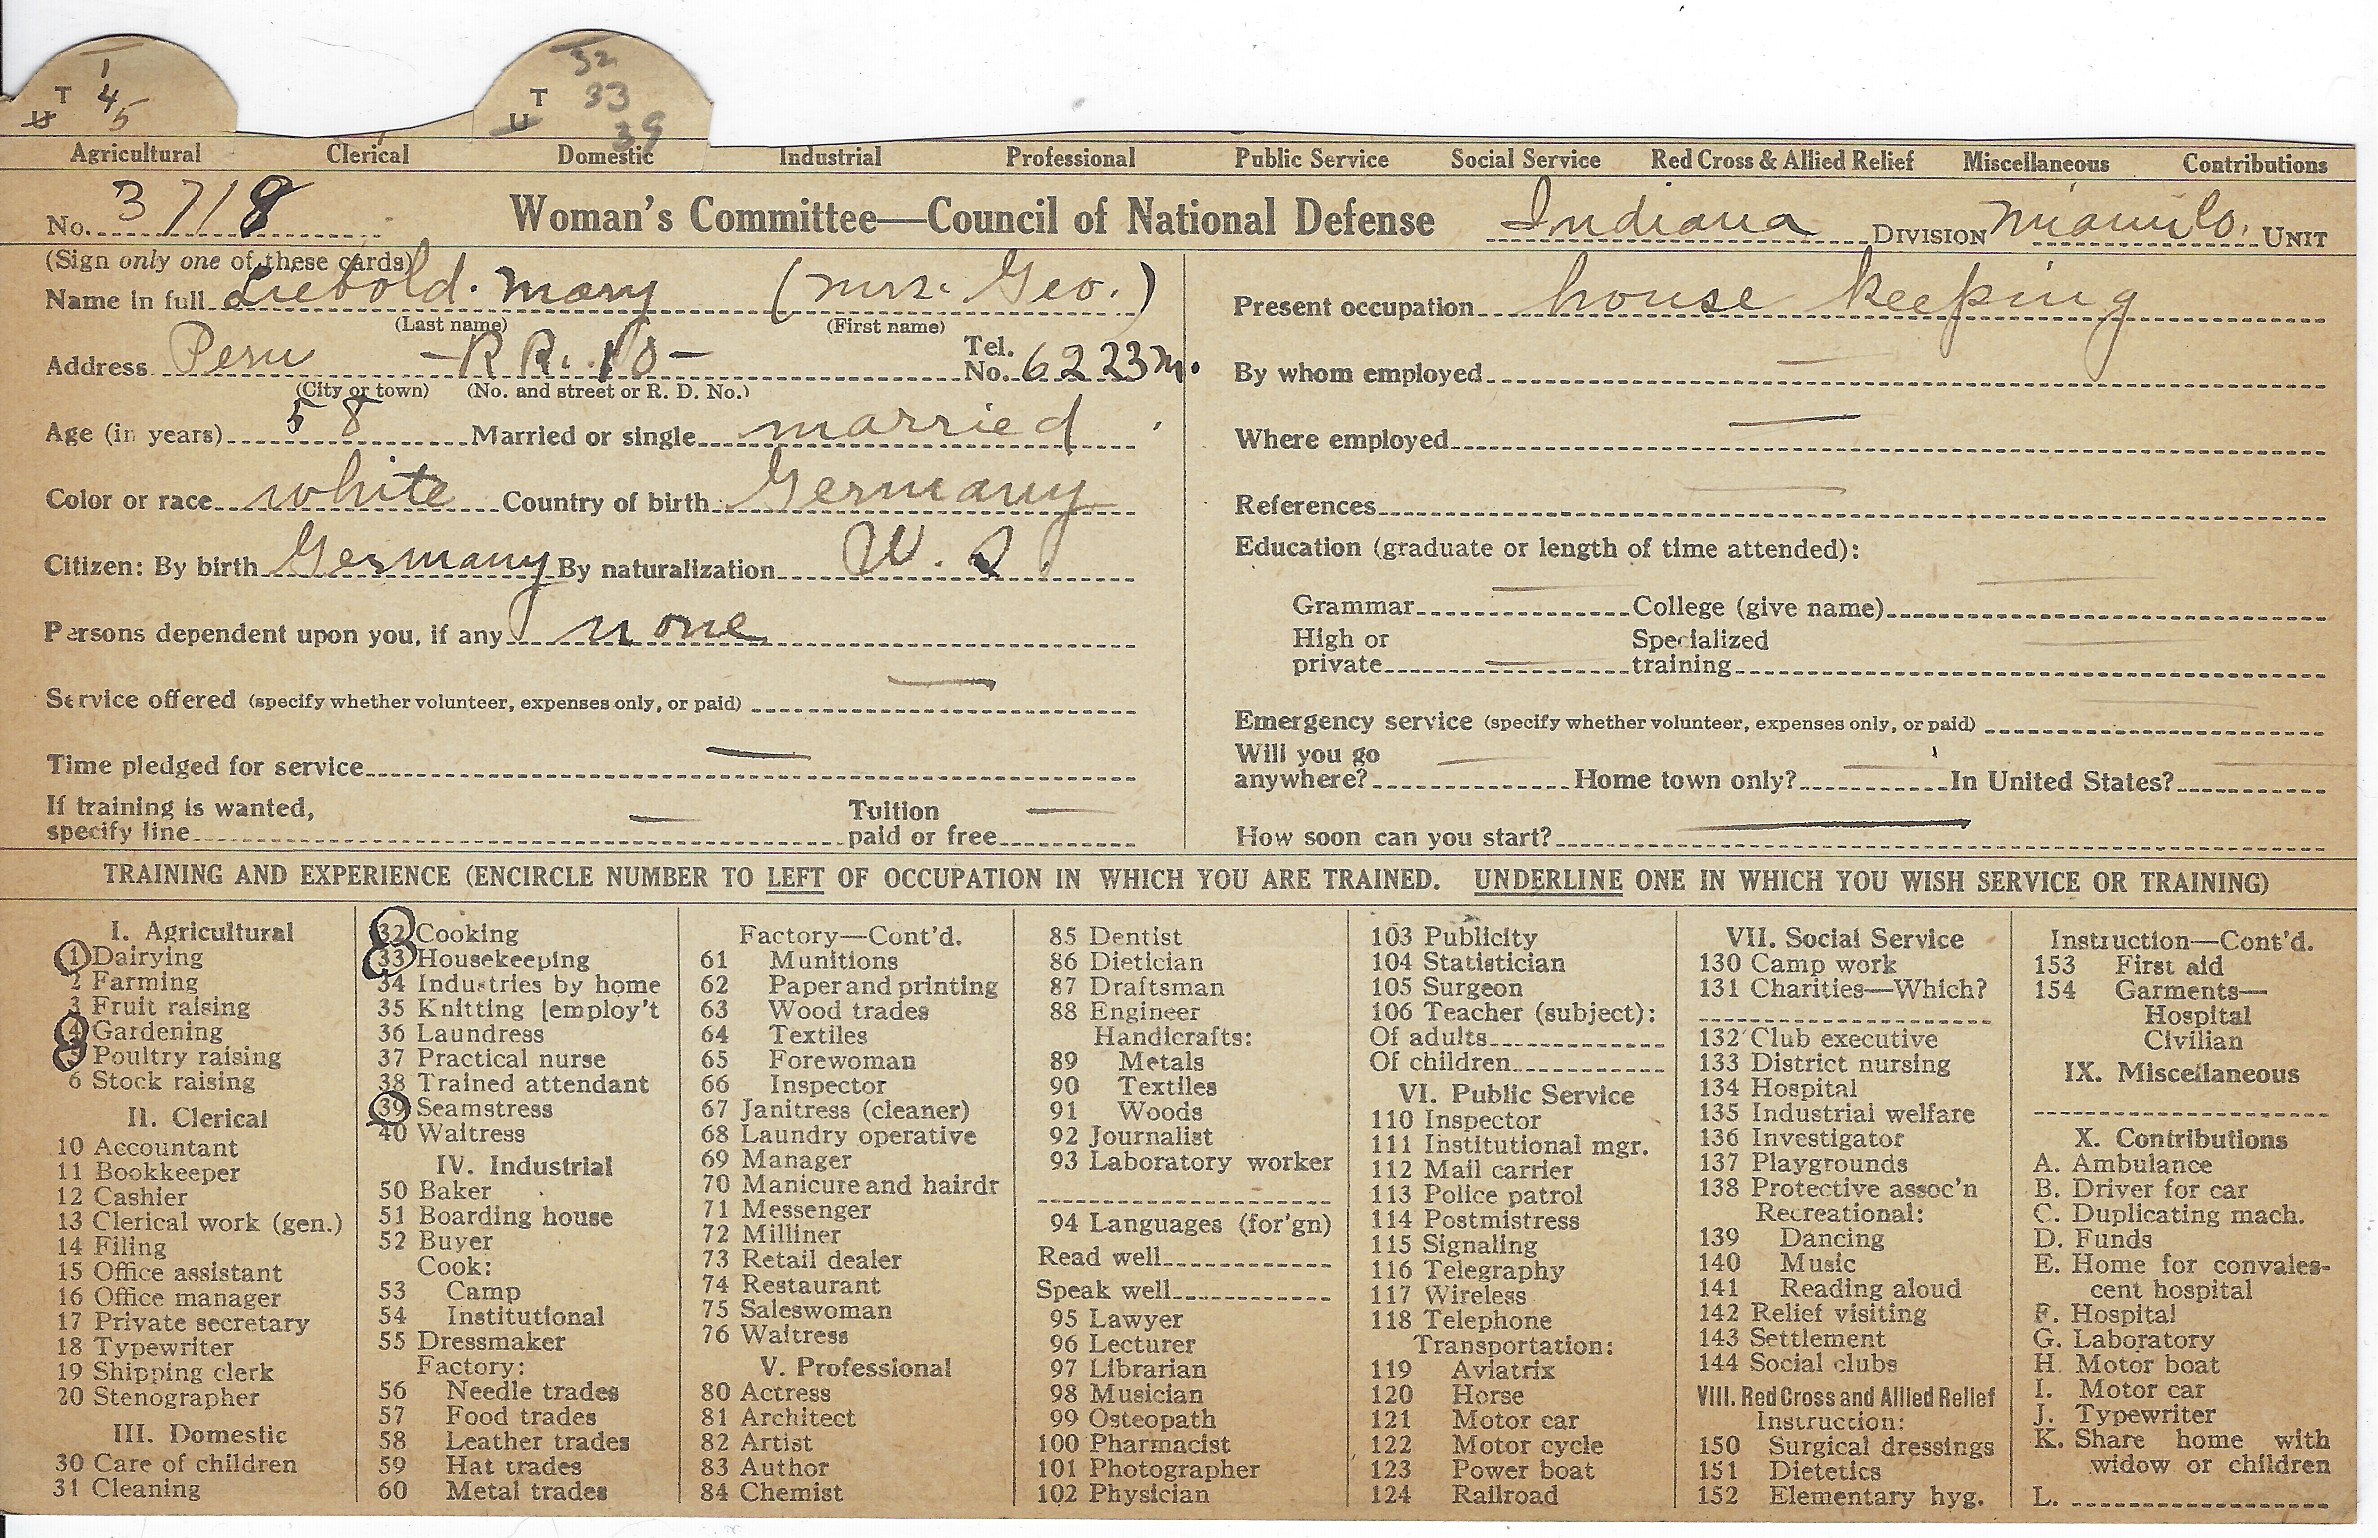 1
T 4
U 5
32
T 33
U 39
Agricultural Clerical Domestic Industrial Professional Public Service Social Service Red Cross & Allied Relief Miscellaneous Contributions
No. 3718 Woman's Committee—Council of National Defense Indiana DIVISION Miami Co. UNIT
(Sign only one of these cards)
Name in full Liebold. Mary (Mrs. Geo.)
(Last name) (First name)
Address Peru - R R. 10 - Tel. No. 6223M.
(City or town) (No. and street or R. D. No.)
Age (in years) 58 Married or single married
Color or race white Country of birth Germany
Citizen: By birth Germany By naturalization
Persons dependent upon you, if any none
Service offered (specify whether volunteer, expenses only, or paid) —
Time pledged for service —
If training is wanted,
specify line — Tuition paid or free —
Present occupation house keeping
By whom employed —
Where employed —
References —
Education (graduate or length of time attended):
Grammar — College (give name) —
High or private — Specialized training —
Emergency service (specify whether volunteer, expenses only, or paid) —
Will you go
anywhere? — Home town only? — In United States? —
How soon can you start? —
TRAINING AND EXPERIENCE (ENCIRCLE NUMBER TO LEFT OF OCCUPATION IN WHICH YOU ARE TRAINED. UNDERLINE ONE IN WHICH YOU WISH SERVICE OR TRAINING)
I. Agricultural
1 Dairying
2 Farming
3 Fruit raising
4 Gardening
5 Poultry raising
6 Stock raising
II. Clerical
10 Accountant
11 Bookkeeper
12 Cashier
13 Clerical work (gen.)
14 Filing
15 Office assistant
16 Office manager
17 Private secretary
18 Typewriter
19 Shipping clerk
20 Stenographer
III. Domestic
30 Care of children
31 Cleaning
32 Cooking
33 Housekeeping
34 Industries by home
35 Knitting [employ't
36 Laundress
37 Practical nurse
38 Trained attendant
39 Seamstress
40 Waitress
IV. Industrial
50 Baker
51 Boarding house
52 Buyer
Cook:
53 Camp
54 Institutional
55 Dressmaker
Factory:
56 Needle trades
57 Food trades
58 Leather trades
59 Hat trades
60 Metal trades
Factory—Cont'd.
61 Munitions
62 Paper and printing
63 Wood trades
64 Textiles
65 Forewoman
66 Inspector
67 Janitress (cleaner)
68 Laundry operative
69 Manager
70 Manicure and hairdr
71 Messenger
72 Milliner
73 Retail dealer
74 Restaurant
75 Saleswoman
76 Waitress
V. Professional
80 Actress
81 Architect
82 Artist
83 Author
84 Chemist
85 Dentist
86 Dietician
87 Draftsman
88 Engineer
Handicrafts:
89 Metals
90 Textiles
91 Woods
92 Journalist
93 Laboratory worker
94 Languages (for'gn)
Read well
Speak well
95 Lawyer
96 Lecturer
97 Librarian
98 Musician
99 Osteopath
100 Pharmacist
101 Photographer
102 Physician
103 Publicity
104 Statistician
105 Surgeon
106 Teacher (subject):
Of adults
Of children
VI. Public Service
110 Inspector
111 Institutional mgr.
112 Mail carrier
113 Police patrol
114 Postmistress
115 Signaling
116 Telegraphy
117 Wireless
118 Telephone
Transportation:
119 Aviatrix
120 Horse
121 Motor car
122 Motor cycle
123 Power boat
124 Railroad
VII. Social Service
130 Camp work
131 Charities—Which?
132 Club executive
133 District nursing
134 Hospital
135 Industrial welfare
136 Investigator
137 Playgrounds
138 Protective assoc'n
Recreational:
139 Dancing
140 Music
141 Reading aloud
142 Relief visiting
143 Settlement
144 Social clubs
VIII. Red Cross and Allied Relief
Instruction:
150 Surgical dressings
151 Dietetics
152 Elementary hyg.
Instruction—Cont'd.
153 First aid
154 Garments—
Hospital
Civilian
IX. Miscellaneous
X. Contributions
A. Ambulance
B. Driver for car
C. Duplicating mach.
D. Funds
E. Home for convales-
cent hospital
F. Hospital
G. Laboratory
H. Motor boat
I. Motor car
J. Typewriter
K. Share home with
widow or children
L.